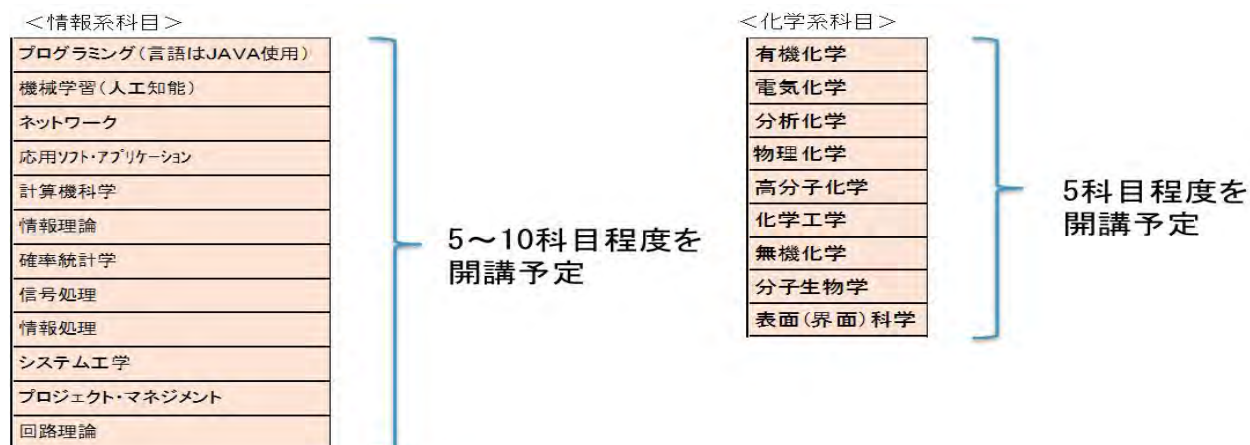 ＜情報系科目＞
プログラミング（言語はJAVA使用）
機械学習（人工知能）
ネットワーク
応用ｿﾌﾄ・ｱﾌﾟﾘｹｰｼｮﾝ
計算機科学
情報理論
確率統計学
信号処理
情報処理
システム工学
プロジェクト・マネジメント
回路理論
5～10科目程度を
開講予定
＜化学系科目＞
有機化学
電気化学
分析化学
物理化学
高分子化学
化学工学
無機化学
分子生物学
表面（界面）科学
5科目程度を
開講予定